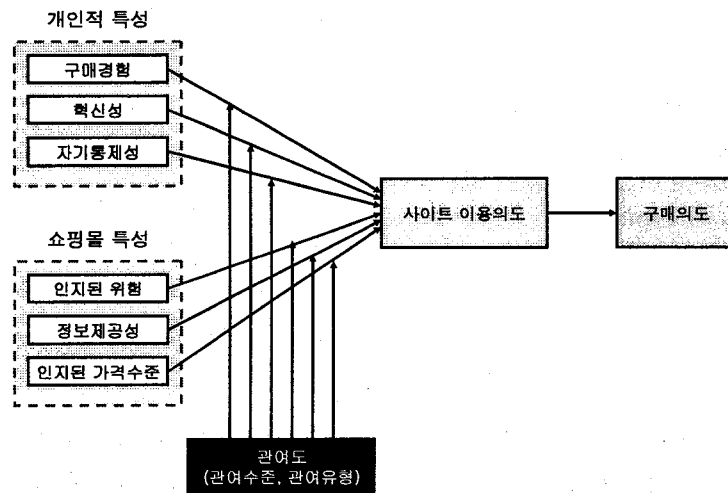 개인적 특성
구매경험
혁신성
자기통제성
사이트 이용의도
구매의도
쇼핑몰 특성
인지된 위험
정보제공성
인지된 가격수준
관여도
(관여수준, 관여유형)